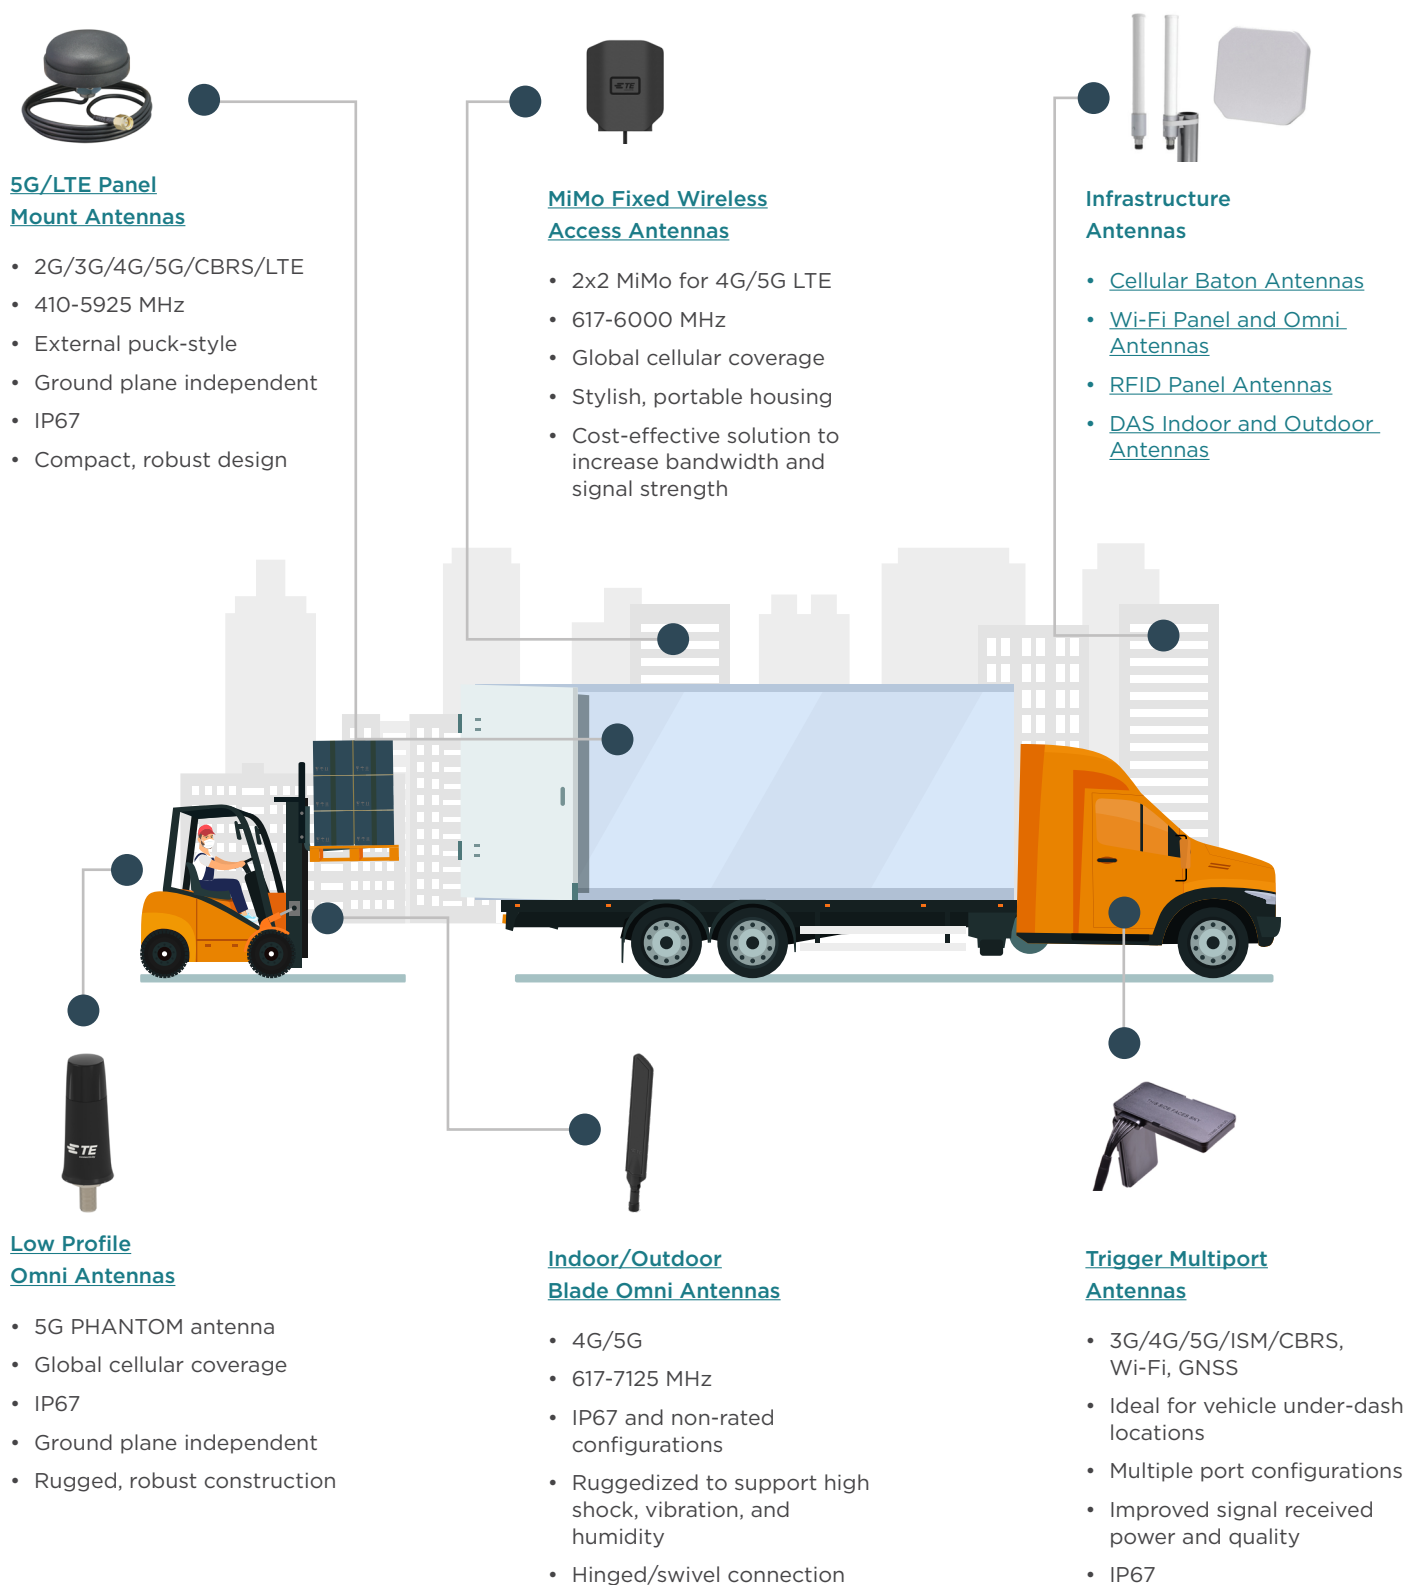 TE
5G/LTE Panel
Mount Antennas
• 2G/3G/4G/5G/CBRS/LTE
• 410-5925 MHz
• External puck-style
• Ground plane independent
• IP67
• Compact, robust design
MiMo Fixed Wireless
Access Antennas
• 2x2 MiMo for 4G/5G LTE
• 617-6000 MHz
• Global cellular coverage
• Stylish, portable housing
• Cost-effective solution to
increase bandwidth and
signal strength
Infrastructure
Antennas
• Cellular Baton Antennas
• Wi-Fi Panel and Omni
Antennas
• RFID Panel Antennas
• DAS Indoor and Outdoor
Antennas
TE
THIS SIDE FACES SKY
Low Profile
Omni Antennas
• 5G PHANTOM antenna
• Global cellular coverage
• IP67
• Ground plane independent
• Rugged, robust construction
Indoor/Outdoor
Blade Omni Antennas
• 4G/5G
• 617-7125 MHz
• IP67 and non-rated
configurations
• Ruggedized to support high
shock, vibration, and
humidity
• Hinged/swivel connection
Trigger Multiport
Antennas
• 3G/4G/5G/ISM/CBRS,
Wi-Fi, GNSS
• Ideal for vehicle under-dash
locations
• Multiple port configurations
• Improved signal received
power and quality
• IP67